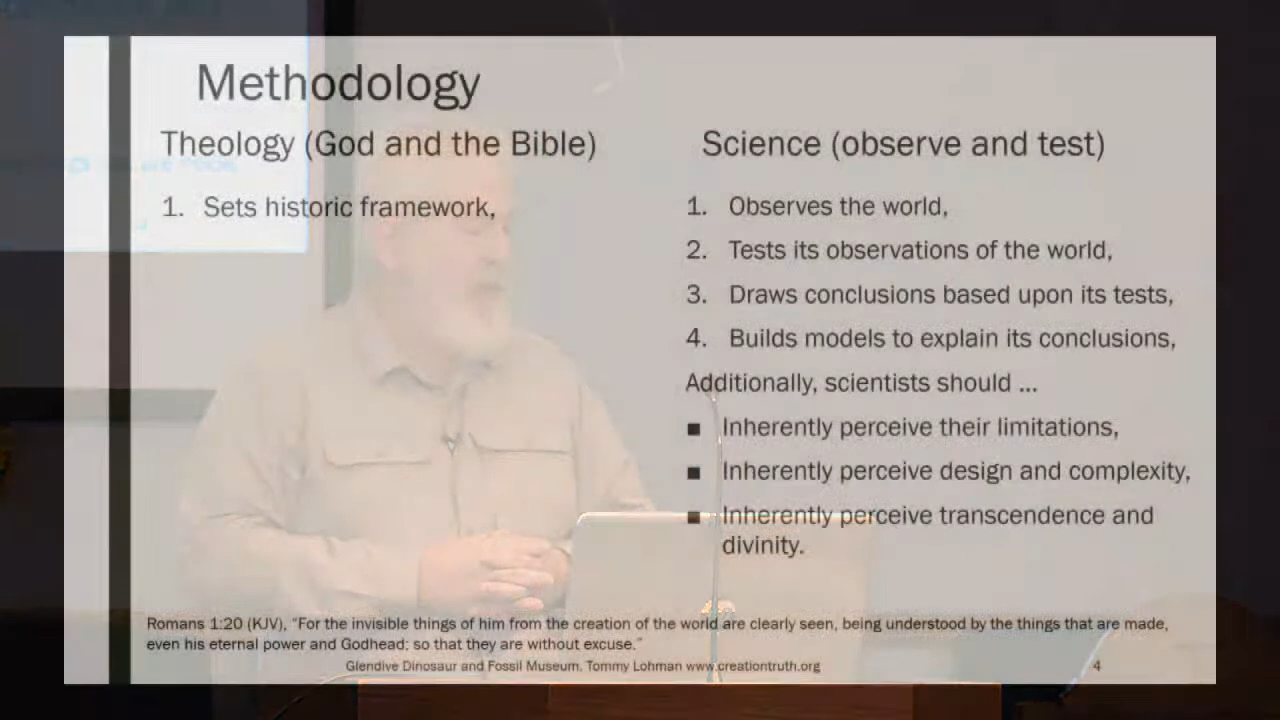 Methodology
Theology (God and the Bible)
1. Sets historic framework,
Science (observe and test)
1. Observes the world,
2. Tests its observations of the world,
3. Draws conclusions based upon its tests,
4. Builds models to explain its conclusions,
Additionally, scientists should ...
■ Inherently perceive their limitations,
■ Inherently perceive design and complexity,
■ Inherently perceive transcendence and
divinity.
Romans 1:20 (KJV), “For the invisible things of him from the creation of the world are clearly seen, being understood by the things that are made,
even his eternal power and Godhead; so that they are without excuse.”
Glendive Dinosaur and Fossil Museum, Tommy Lohman www.creationtruth.org
4